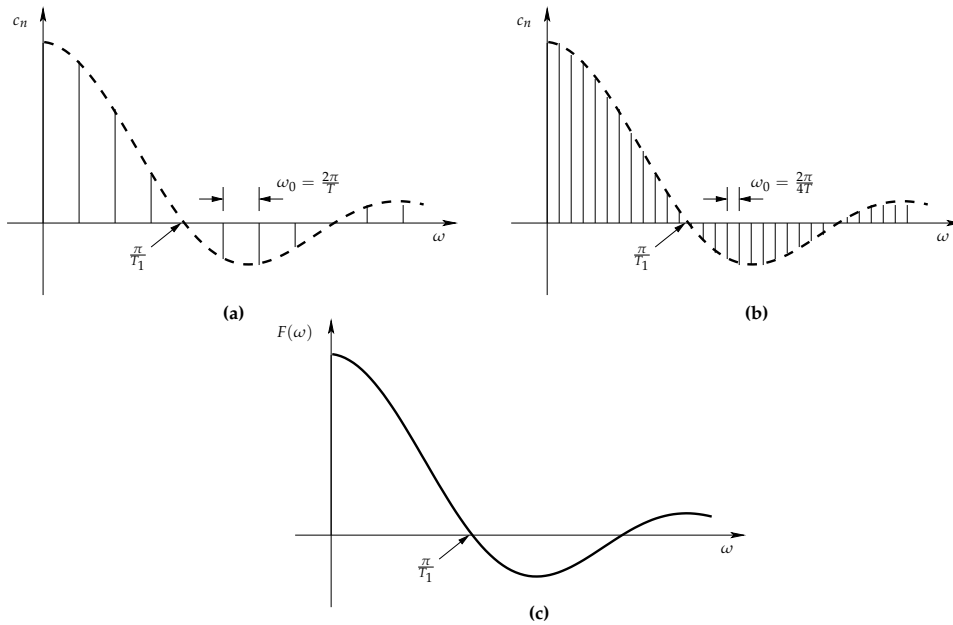 c_n
ω_0 = 2π/T
π/T_1
ω
(a)
c_n
ω_0 = 2π/4T
π/T_1
ω
(b)
F(ω)
π/T_1
ω
(c)